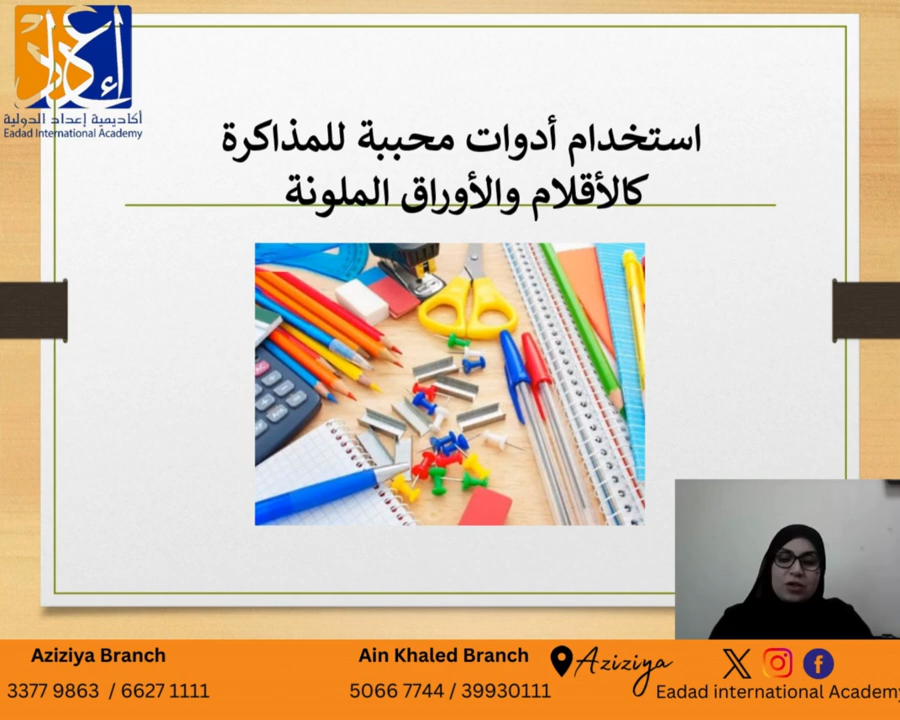 إعداد
أكاديمية إعداد الدولية
Eadad International Academy
استخدام أدوات محببة للمذاكرة
كالأقلام والأوراق الملونة
Aziziya Branch
3377 9863 / 6627 1111
Ain Khaled Branch
5066 7744 / 39930111
Aziziya
Eadad international Academy